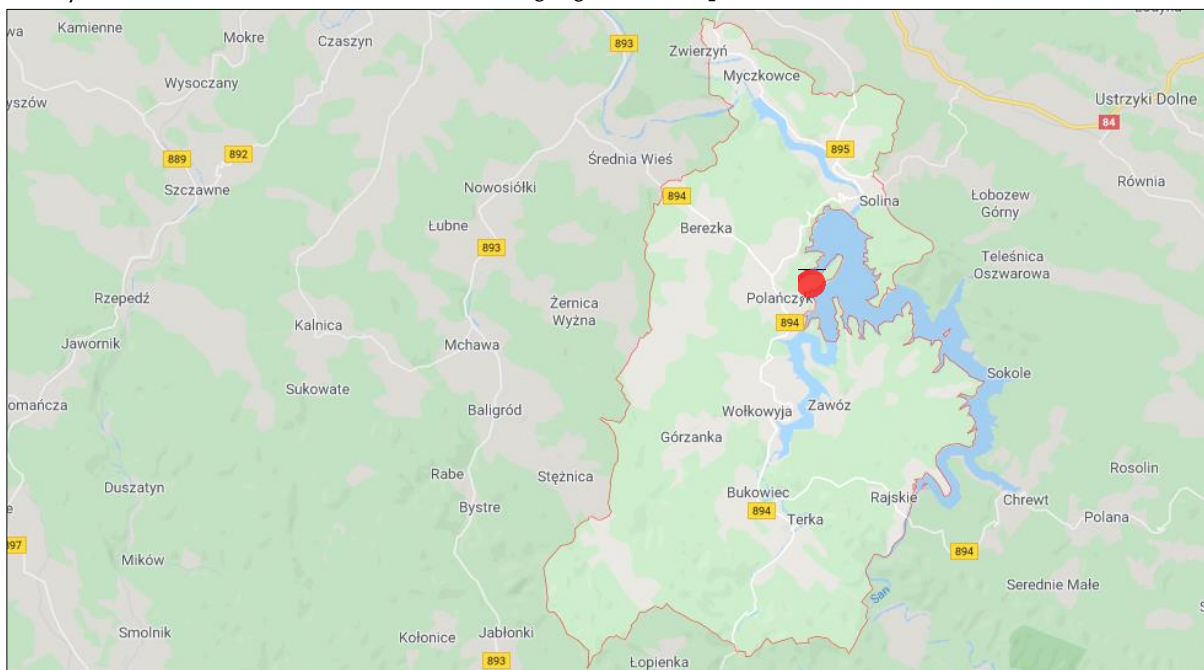 Kamienne
Mokre
Czaszyn
893
Zwierzyń
Myczkowce
Wysoczany
Ustrzyki Dolne
84
889
892
Średnia Wieś
895
Szczawne
Nowosiółki
894
Równia
Solina
Łobozew
Górny
Łubne
Berezka
893
Teleśnica
Oszwarowa
Rzepedź
Żernica
Wyżna
Polańczyk
Kalnica
894
Jawornik
Mchawa
Sokole
Sukowate
omańcza
Baligród
Wołkowyja
Zawóz
Górzanka
Rabe
Stężnica
Rosolin
Duszatyn
Bukowiec
Rajskie
Chrewt
Bystre
894
Terka
Polana
897
Mików
894
Serednie Małe
San
Smolnik
Kołonice
Jabłonki
893
Łopienka